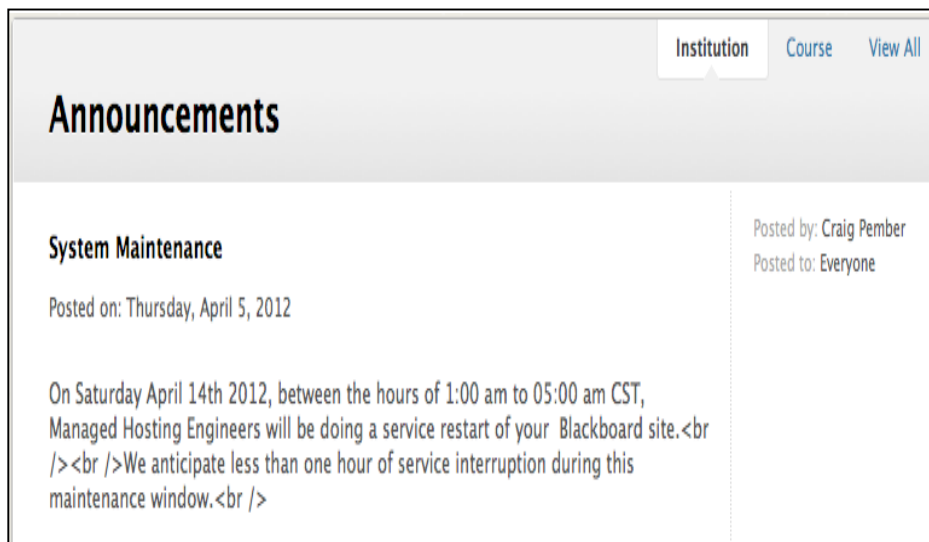 Institution Course View All
Announcements
System Maintenance
Posted on: Thursday, April 5, 2012
On Saturday April 14th 2012, between the hours of 1:00 am to 05:00 am CST,
Managed Hosting Engineers will be doing a service restart of your  Blackboard site.<br
/><br />We anticipate less than one hour of service interruption during this
maintenance window.<br />
Posted by: Craig Pember
Posted to: Everyone